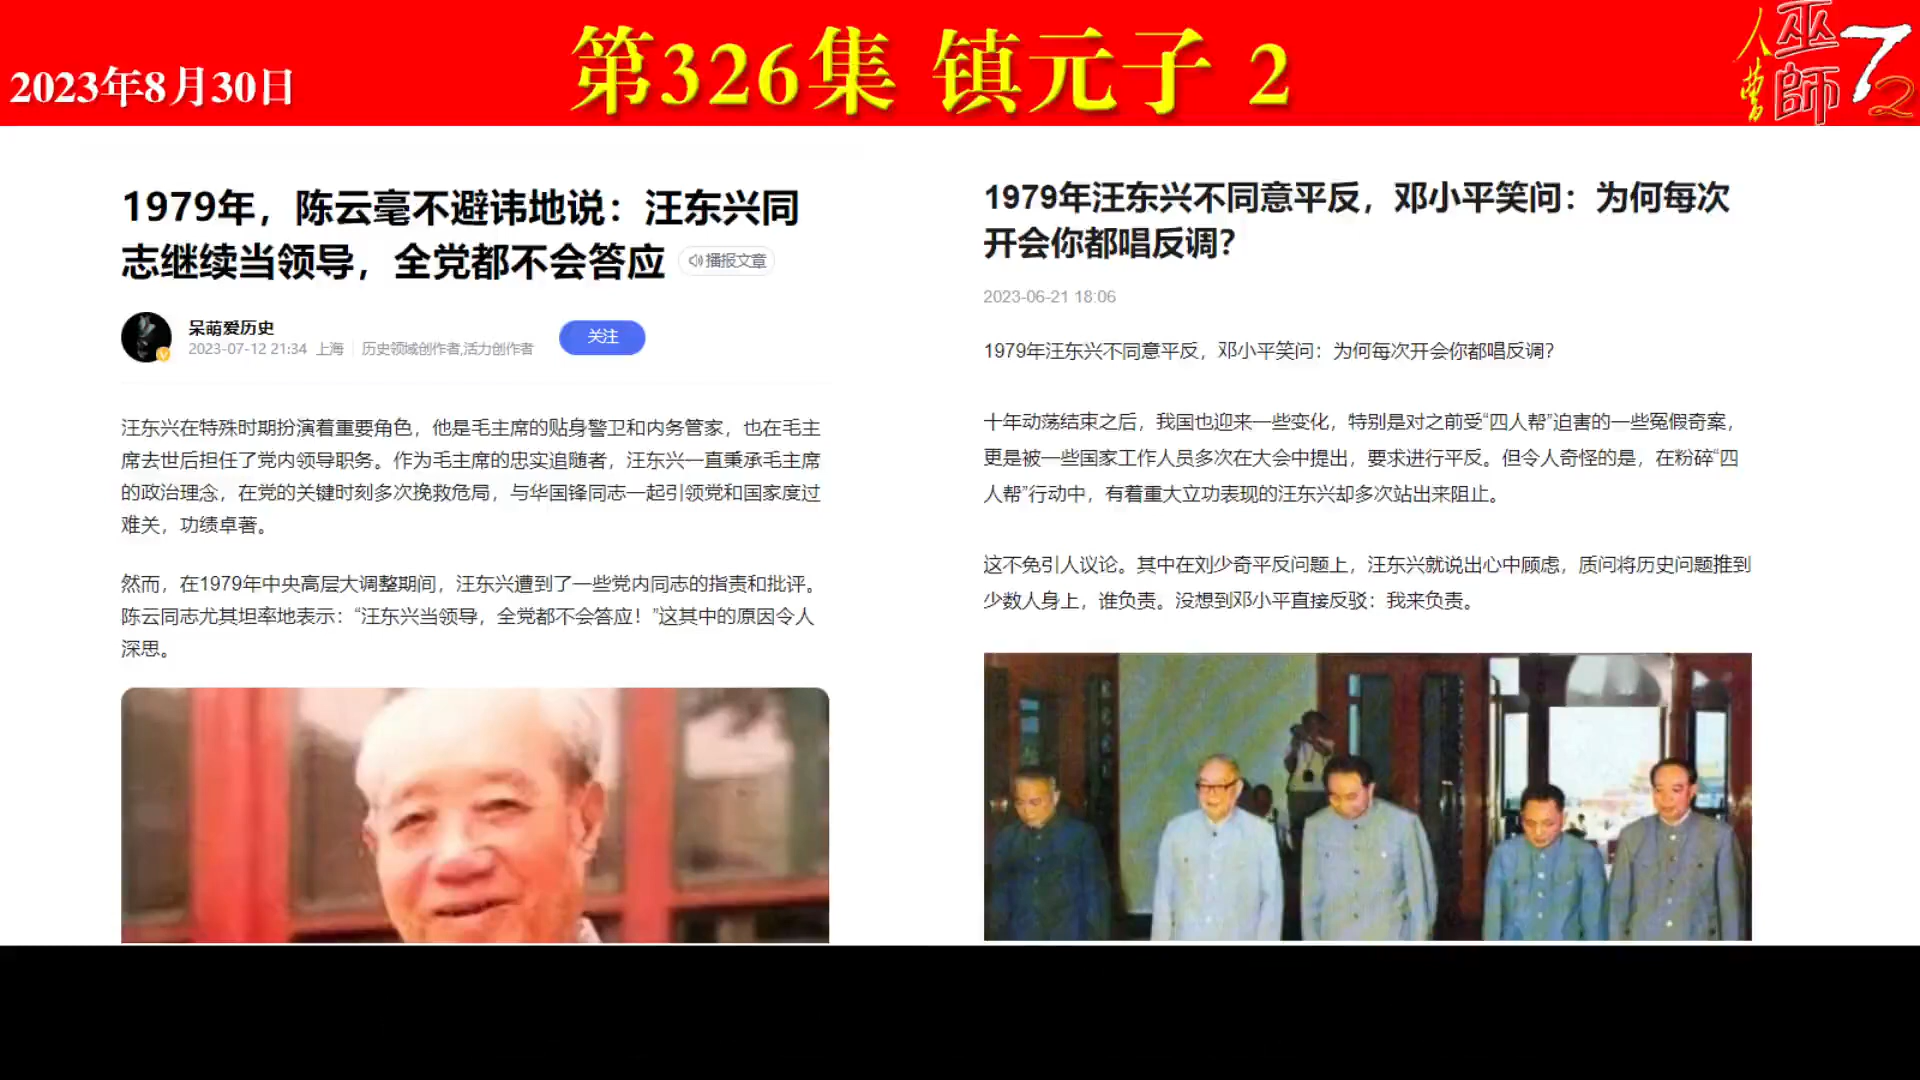 2023年8月30日
第326集 镇元子 2
人曹
巫師
72
1979年，陈云毫不避讳地说：汪东兴同
志继续当领导，全党都不会答应
播报文章
呆萌爱历史
2023-07-12 21:34 上海 历史领域创作者,活力创作者
关注
汪东兴在特殊时期扮演着重要角色，他是毛主席的贴身警卫和内务管家，也在毛主
席去世后担任了党内领导职务。作为毛主席的忠实追随者，汪东兴一直秉承毛主席
的政治理念，在党的关键时刻多次挽救危局，与华国锋同志一起引领党和国家度过
难关，功绩卓著。
然而，在1979年中央高层大调整期间，汪东兴遭到了一些党内同志的指责和批评。
陈云同志尤其坦率地表示：“汪东兴当领导，全党都不会答应！”这其中的原因令人
深思。
1979年汪东兴不同意平反，邓小平笑问：为何每次
开会你都唱反调？
2023-06-21 18:06
1979年汪东兴不同意平反，邓小平笑问：为何每次开会你都唱反调？
十年动荡结束之后，我国也迎来一些变化，特别是对之前受“四人帮”迫害的一些冤假奇案，
更是被一些国家工作人员多次在大会中提出，要求进行平反。但令人奇怪的是，在粉碎“四
人帮”行动中，有着重大立功表现的汪东兴却多次站出来阻止。
这不免引人议论。其中在刘少奇平反问题上，汪东兴就说出心中顾虑，质问将历史问题推到
少数人身上，谁负责。没想到邓小平直接反驳：我来负责。